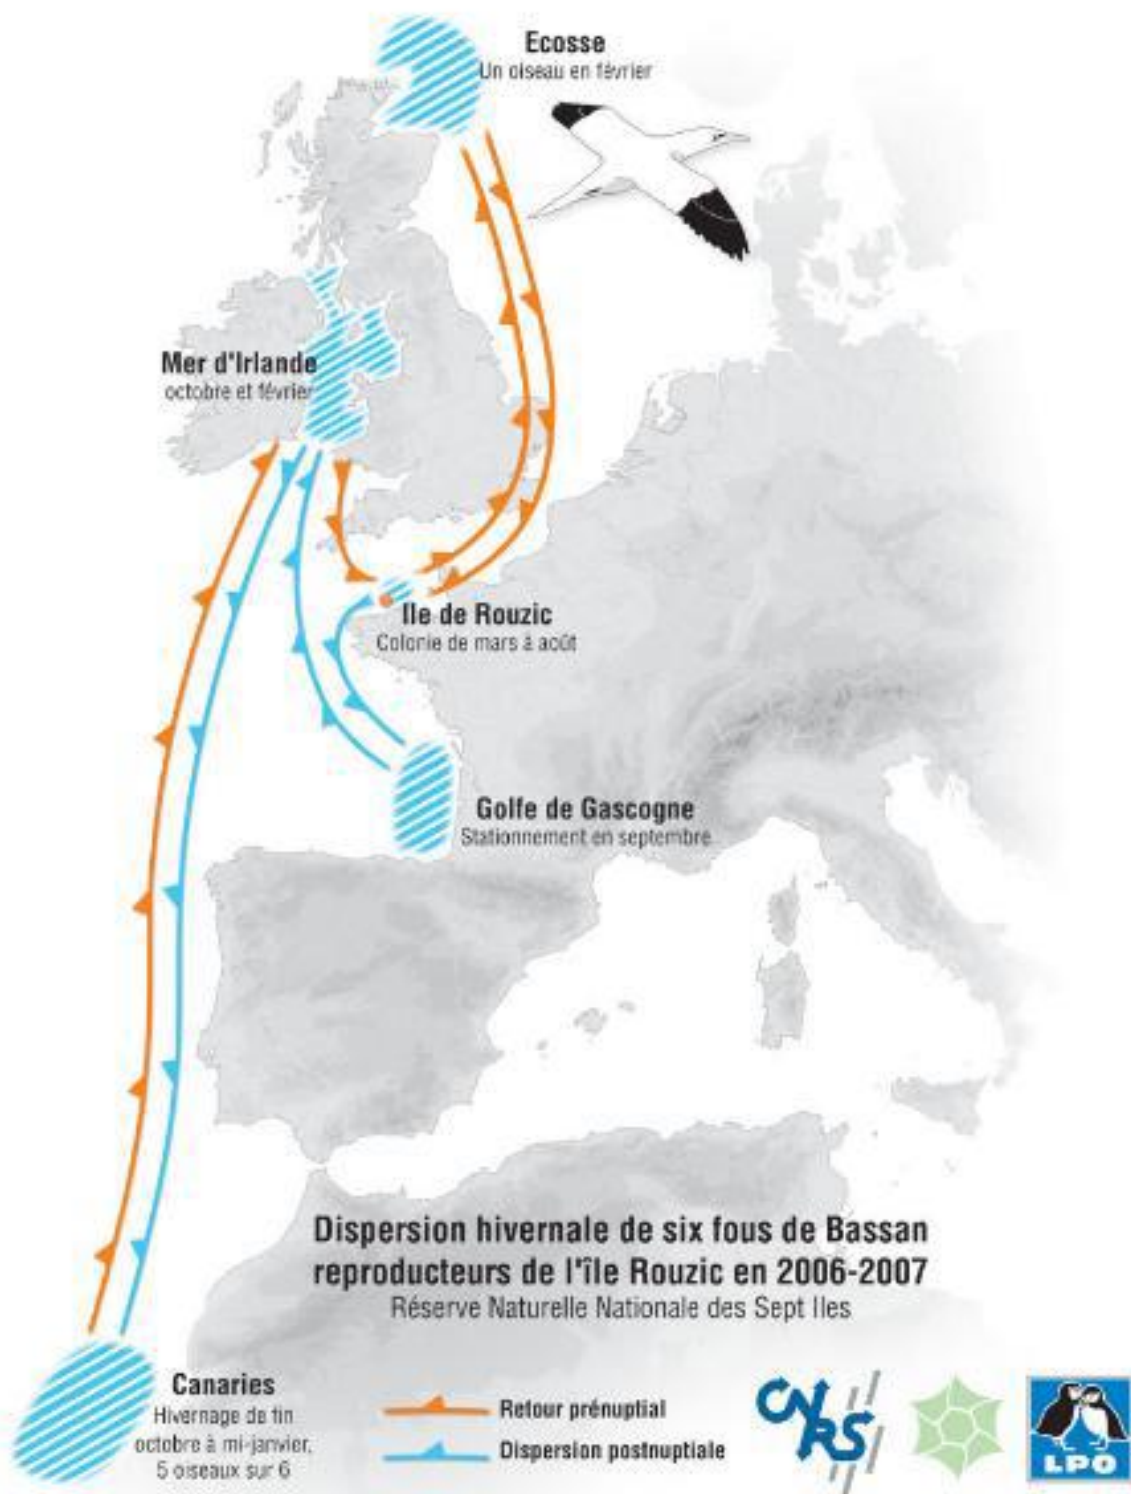 Ecosse
Un oiseau en février
Mer d'Irlande
octobre et février
Ile de Rouzic
Colonie de mars à août
Golfe de Gascogne
Stationnement en septembre
Dispersion hivernale de six fous de Bassan
reproducteurs de l'île Rouzic en 2006-2007
Réserve Naturelle Nationale des Sept Iles
Canaries
Hivernage de fin
octobre à mi-janvier,
5 oiseaux sur 6
Retour prénuptial
Dispersion postnuptiale
CNRS
LPO